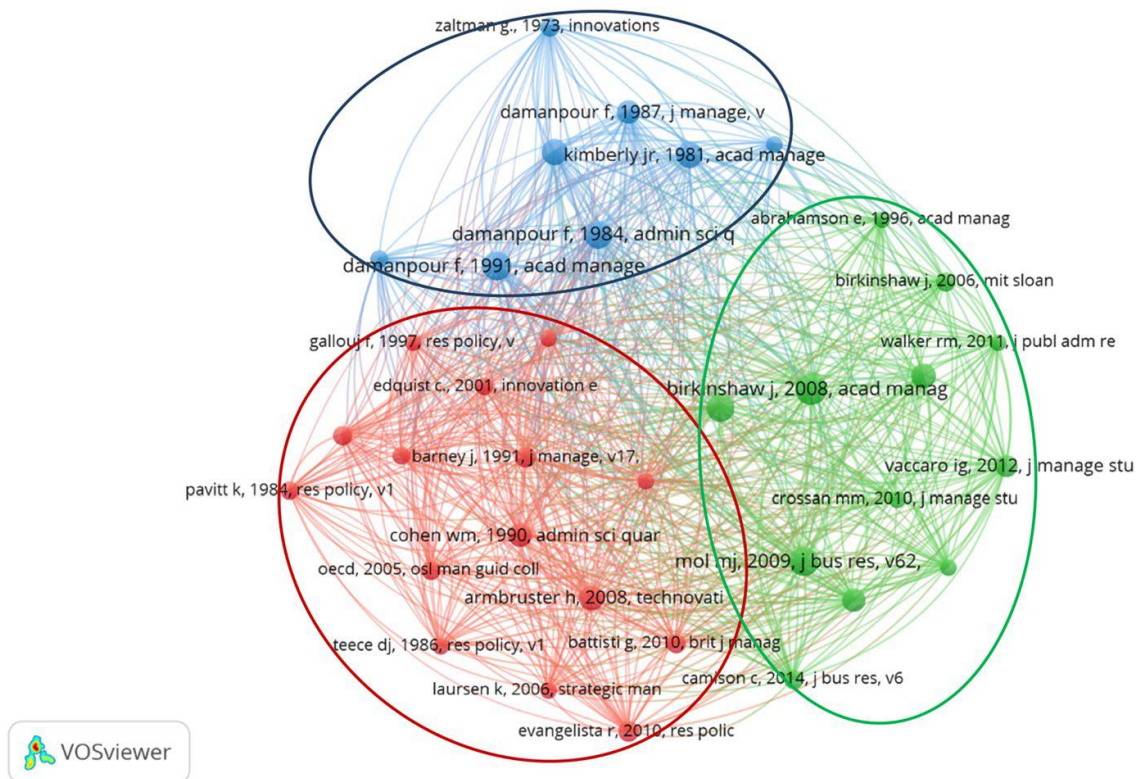 zaltman g., 1973, innovations
damanpour f, 1987, j manage, v
kimberly jr, 1981, acad manage
abrahamson e, 1996, acad manag
damanpour f, 1984, admin sci q
damanpour f, 1991, acad manage
birkinshaw j, 2006, mit sloan
gallouj f, 1997, res policy, v
walker rm, 2011, j publ adm re
edquist c., 2001, innovation e
birkinshaw j, 2008, acad manag
barney j, 1991, j manage, v17,
vaccaro ig, 2012, j manage stu
pavitt k, 1984, res policy, v1
crossan mm, 2010, j manage stu
cohen wm, 1990, admin sci quar
mol mj, 2009, j bus res, v62,
oecd, 2005, osl man guid coll
armbruster h, 2008, technovati
teece dj, 1986, res policy, v1
battisti g, 2010, brit j manag
camison c, 2014, j bus res, v6
laursen k, 2006, strategic man
evangelista r, 2010, res polic
VOSviewer